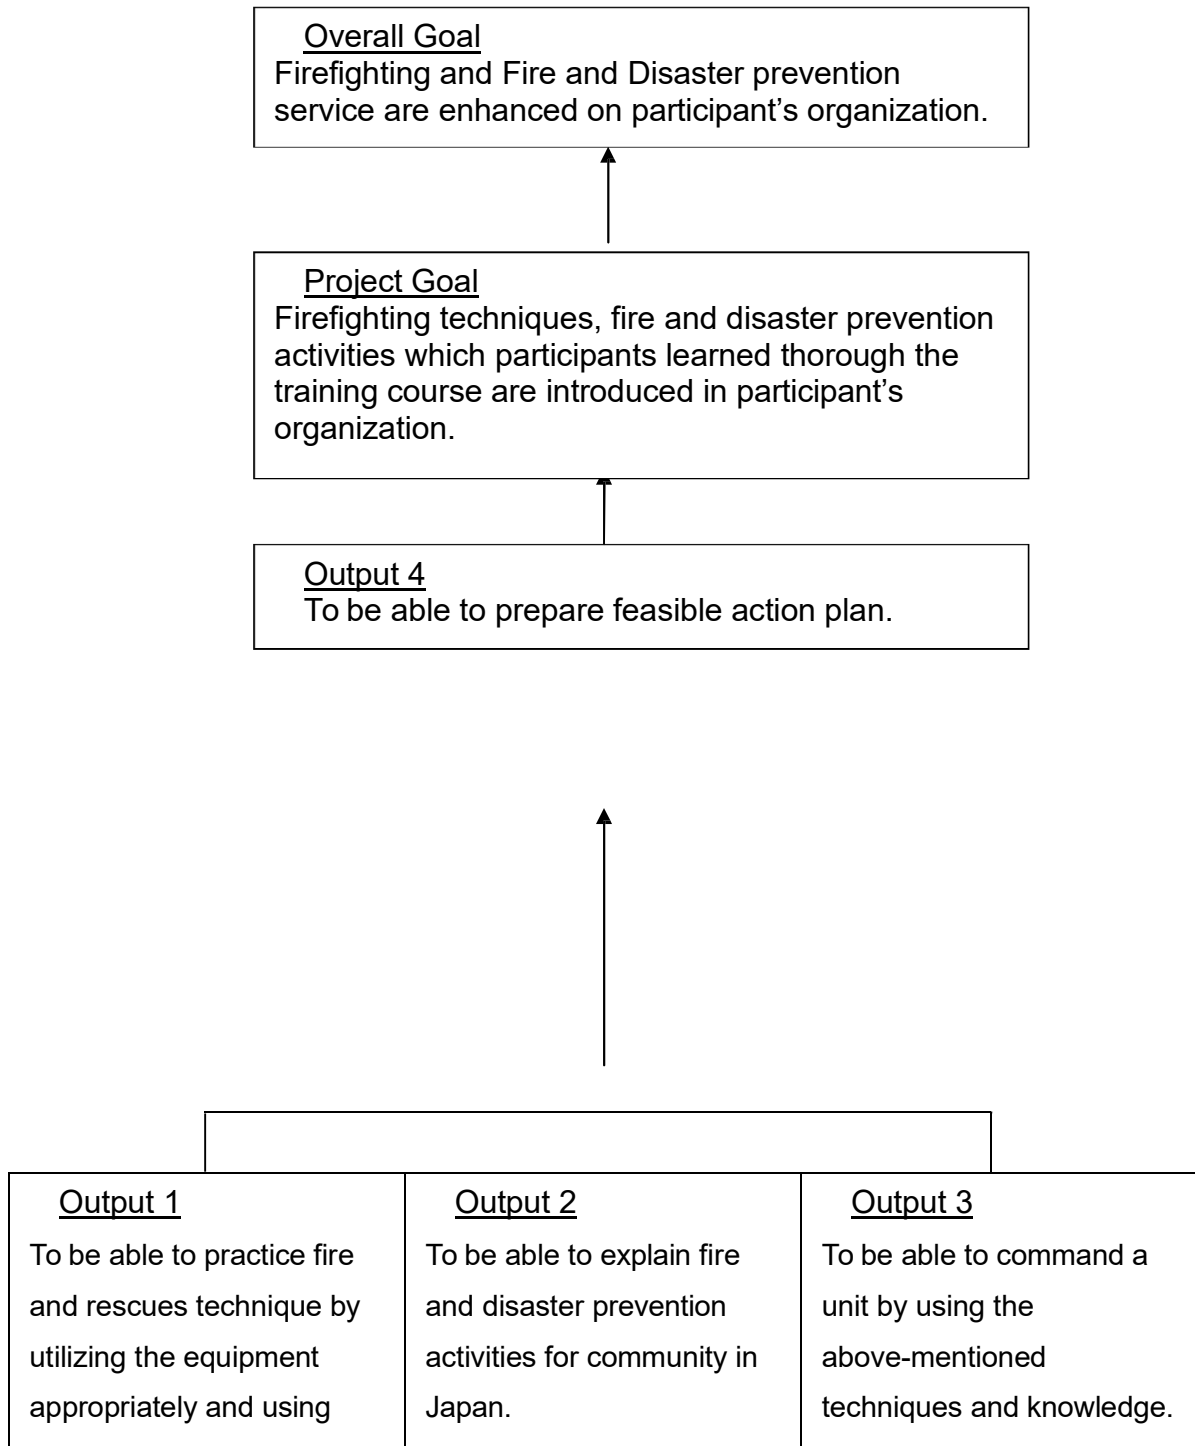 Overall Goal
Firefighting and Fire and Disaster prevention
service are enhanced on participant’s organization.
Project Goal
Firefighting techniques, fire and disaster prevention
activities which participants learned thorough the
training course are introduced in participant’s
organization.
Output 4
To be able to prepare feasible action plan.
Output 1
To be able to practice fire
and rescues technique by
utilizing the equipment
appropriately and using
Output 2
To be able to explain fire
and disaster prevention
activities for community in
Japan.
Output 3
To be able to command a
unit by using the
above-mentioned
techniques and knowledge.